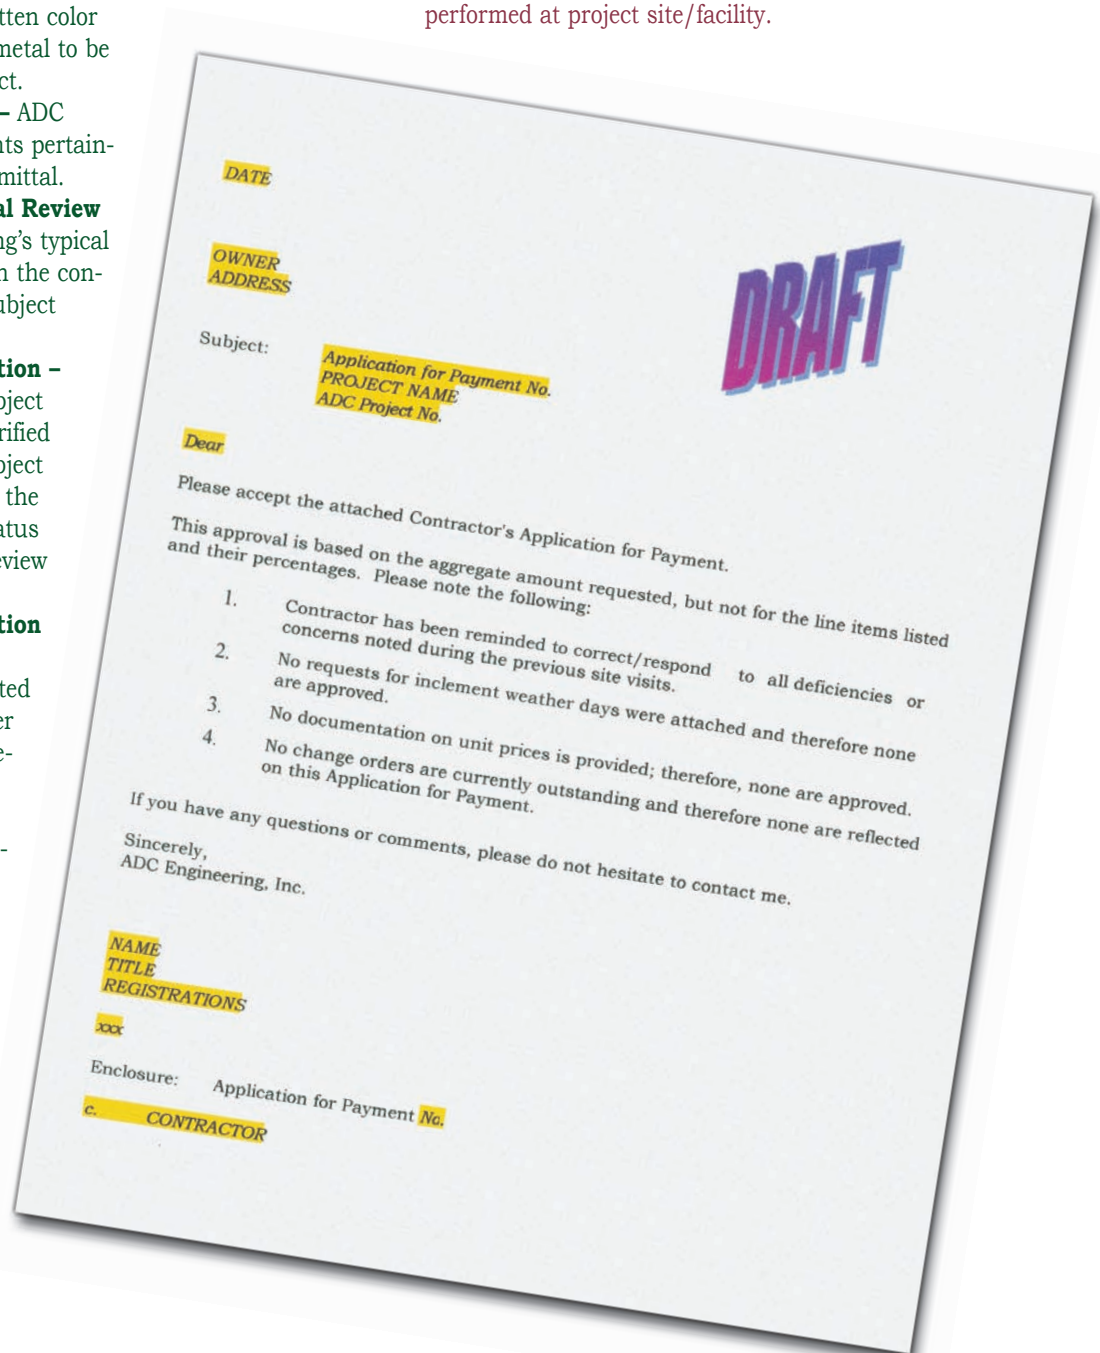 tten color
metal to be
ct.
– ADC
nts pertain-
mittal.
al Review
ng's typical
n the con-
ubject
tion –
bject
rified
bject
the
atus
eview
tion
ted
er
e-
-
performed at project site/facility.
DATE
OWNER
ADDRESS
DRAFT
Subject:
Application for Payment No.
PROJECT NAME
ADC Project No.
Dear
Please accept the attached Contractor's Application for Payment.
This approval is based on the aggregate amount requested, but not for the line items listed
and their percentages. Please note the following:
1. Contractor has been reminded to correct/respond to all deficiencies or
concerns noted during the previous site visits.
2. No requests for inclement weather days were attached and therefore none
are approved.
3. No documentation on unit prices is provided; therefore, none are approved.
4. No change orders are currently outstanding and therefore none are reflected
on this Application for Payment.
If you have any questions or comments, please do not hesitate to contact me.
Sincerely,
ADC Engineering, Inc.
NAME
TITLE
REGISTRATIONS
xxx
Enclosure: Application for Payment No.
c. CONTRACTOR